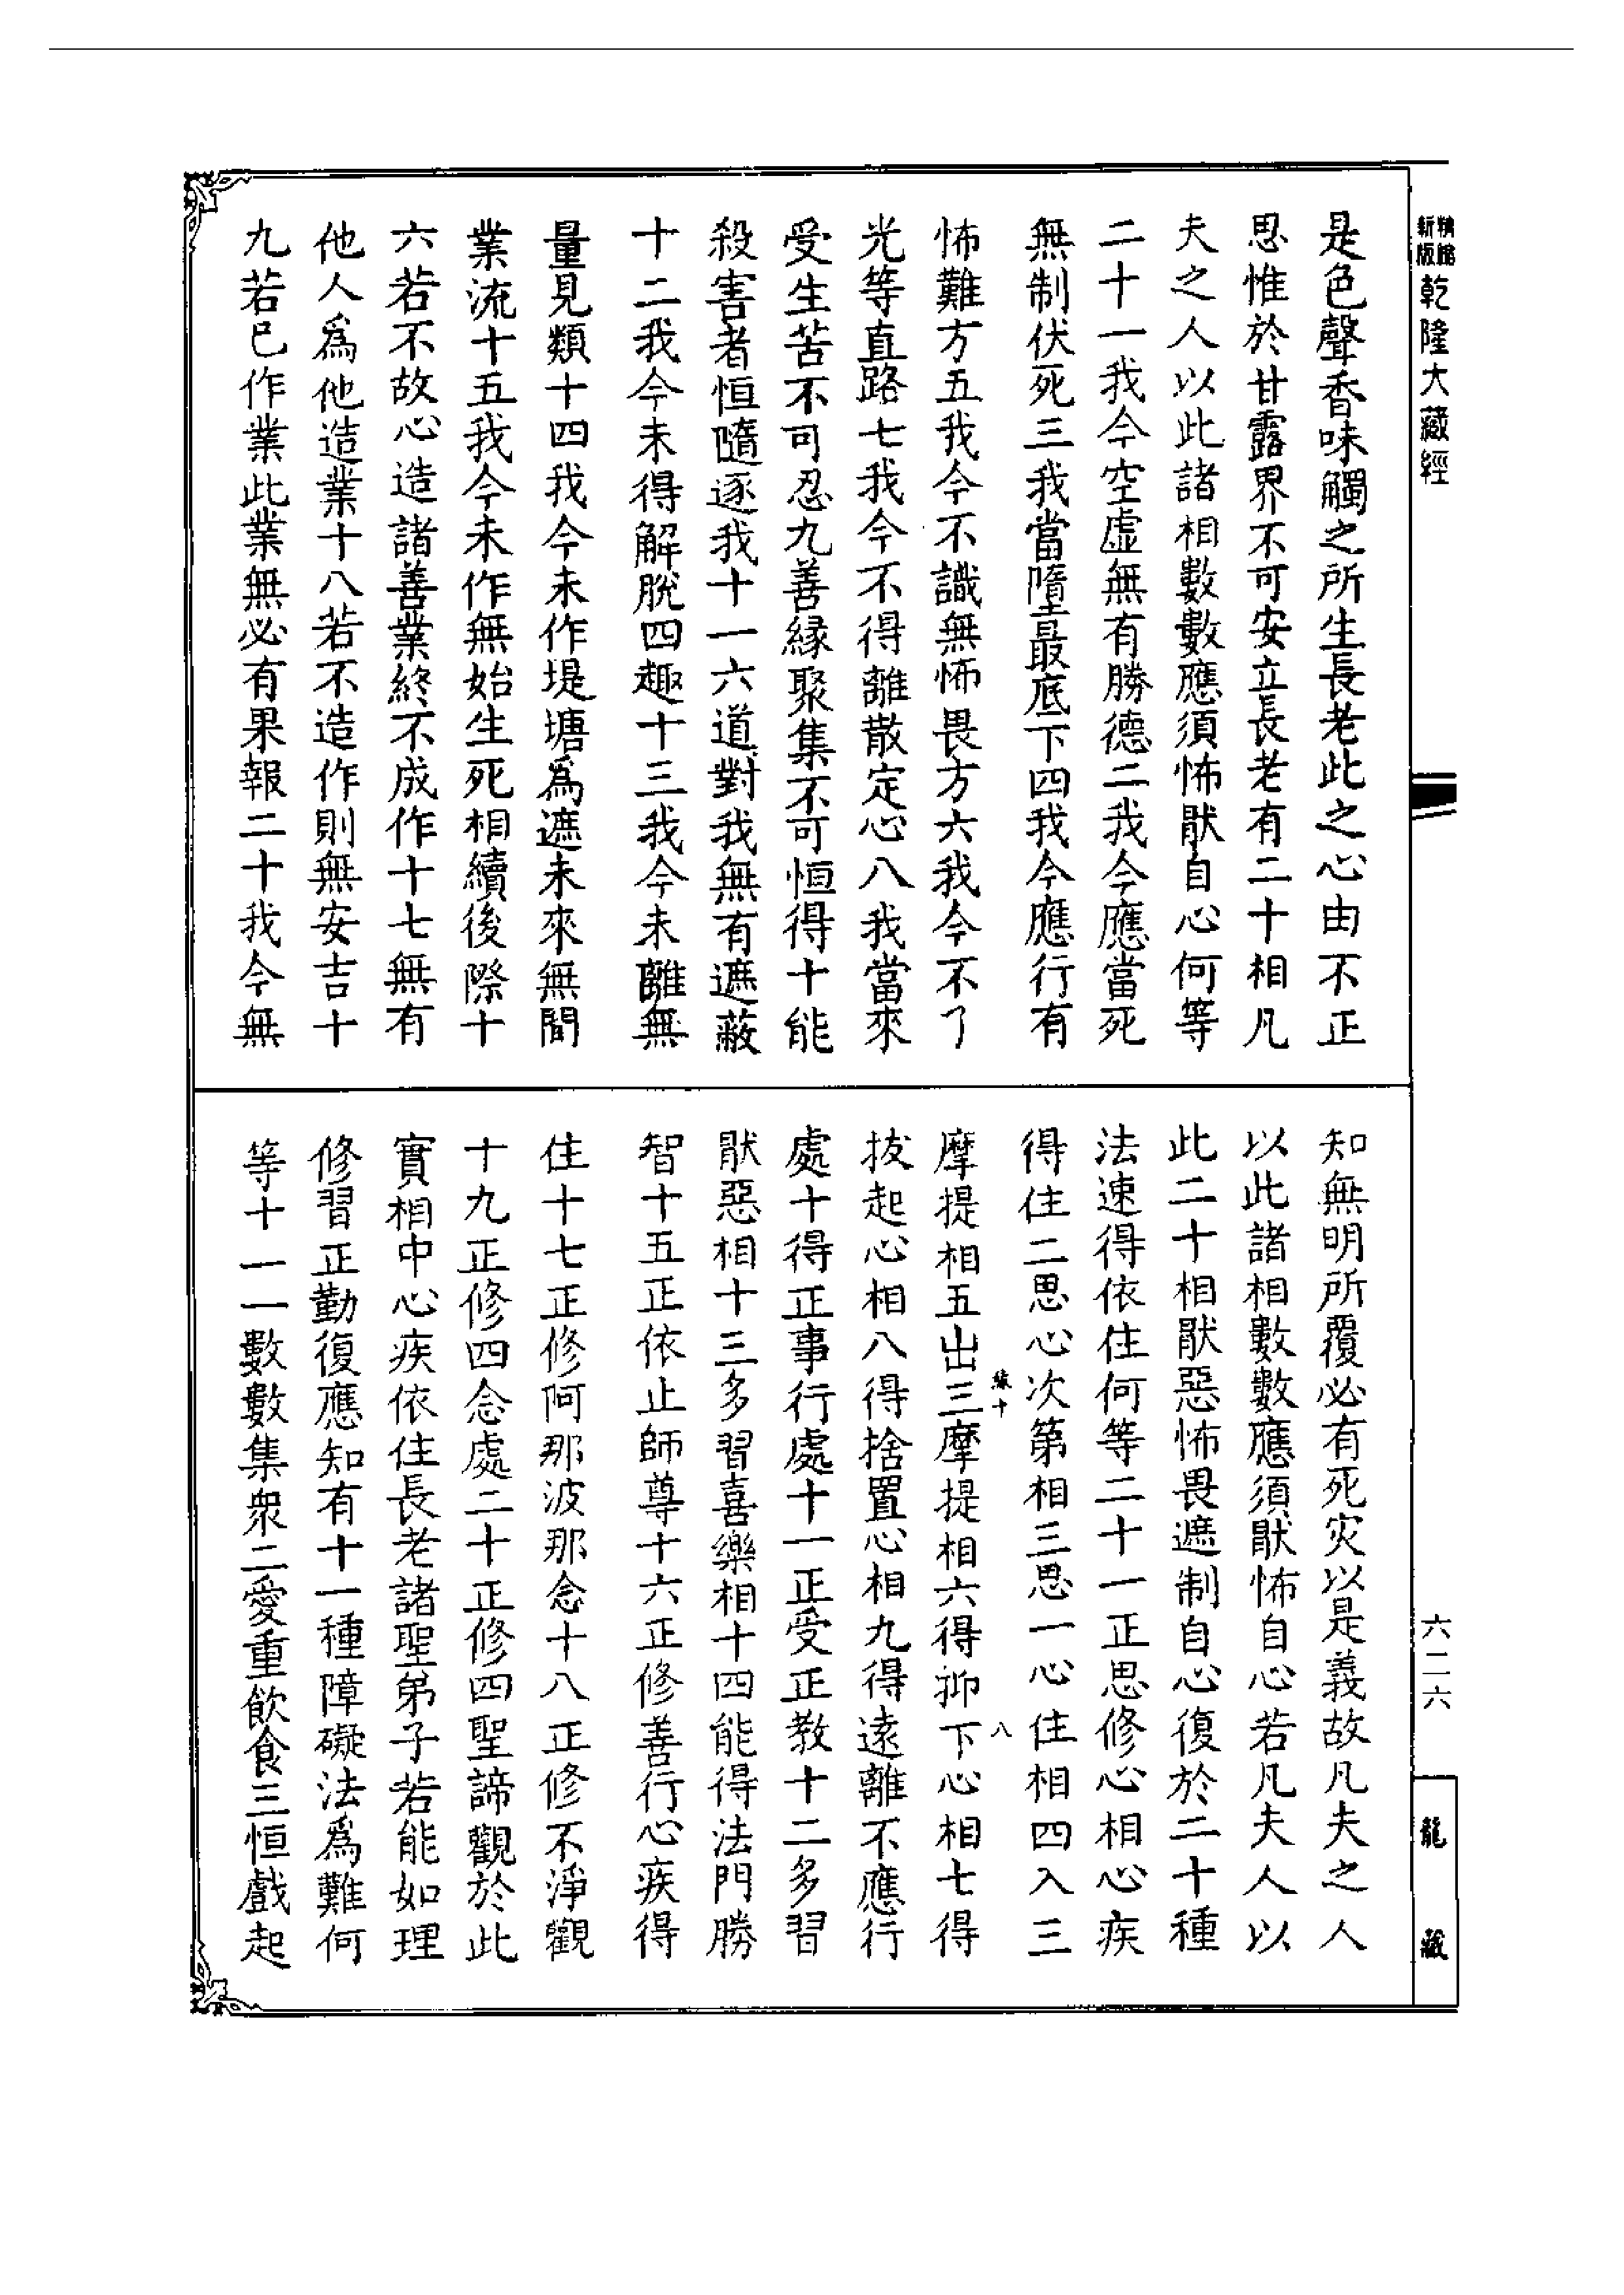 新版
精縮
乾隆大藏經
是色聲香味觸之所生長老此之心由不正
思惟於甘露界不可安立長老有二十相凡
夫之人以此諸相數數應須怖猒自心何等
二十一我今空虛無有勝德二我今應當死
無制伏死三我當墮最底下四我今應行有
怖難方五我今不識無怖畏方六我今不了
光等直路七我今不得離散定心八我當來
受生苦不可忍九善緣聚集不可恒得十能
殺害者恒隨逐我十一六道對我無有遮蔽
十二我今未得解脫四趣十三我今未離無
量見類十四我今未作堤塘為遮未來無間
業流十五我今未作無始生死相續後際十
六若不故心造諸善業終不成作十七無有
他人為他造業十八若不造作則無安吉十
九若已作業此業無必有果報二十我今無
知無明所覆必有死灾以是義故凡夫之人
以此諸相數數應須猒怖自心若凡夫人以
此二十相猒惡怖畏遮制自心復於二十種
法速得依住何等二十一正思修心相心疾
得住二思心次第相三思一心住相四入三
摩提相五出三摩提相六得抑下心相七得
拔起心相八得捨置心相九得遠離不應行
處十得正事行處十一正受正教十二多習
猒惡相十三多習喜樂相十四能得法門勝
智十五正依止師尊十六正修善行心疾得
住十七正修阿那波那念十八正修不淨觀
十九正修四念處二十正修四聖諦觀於此
實相中心疾依住長老諸聖弟子若能如理
修習正勤復應知有十一種障礙法為難何
等十一一數數集衆二愛重飲食三恒戲起
十
八
六二六
龍藏